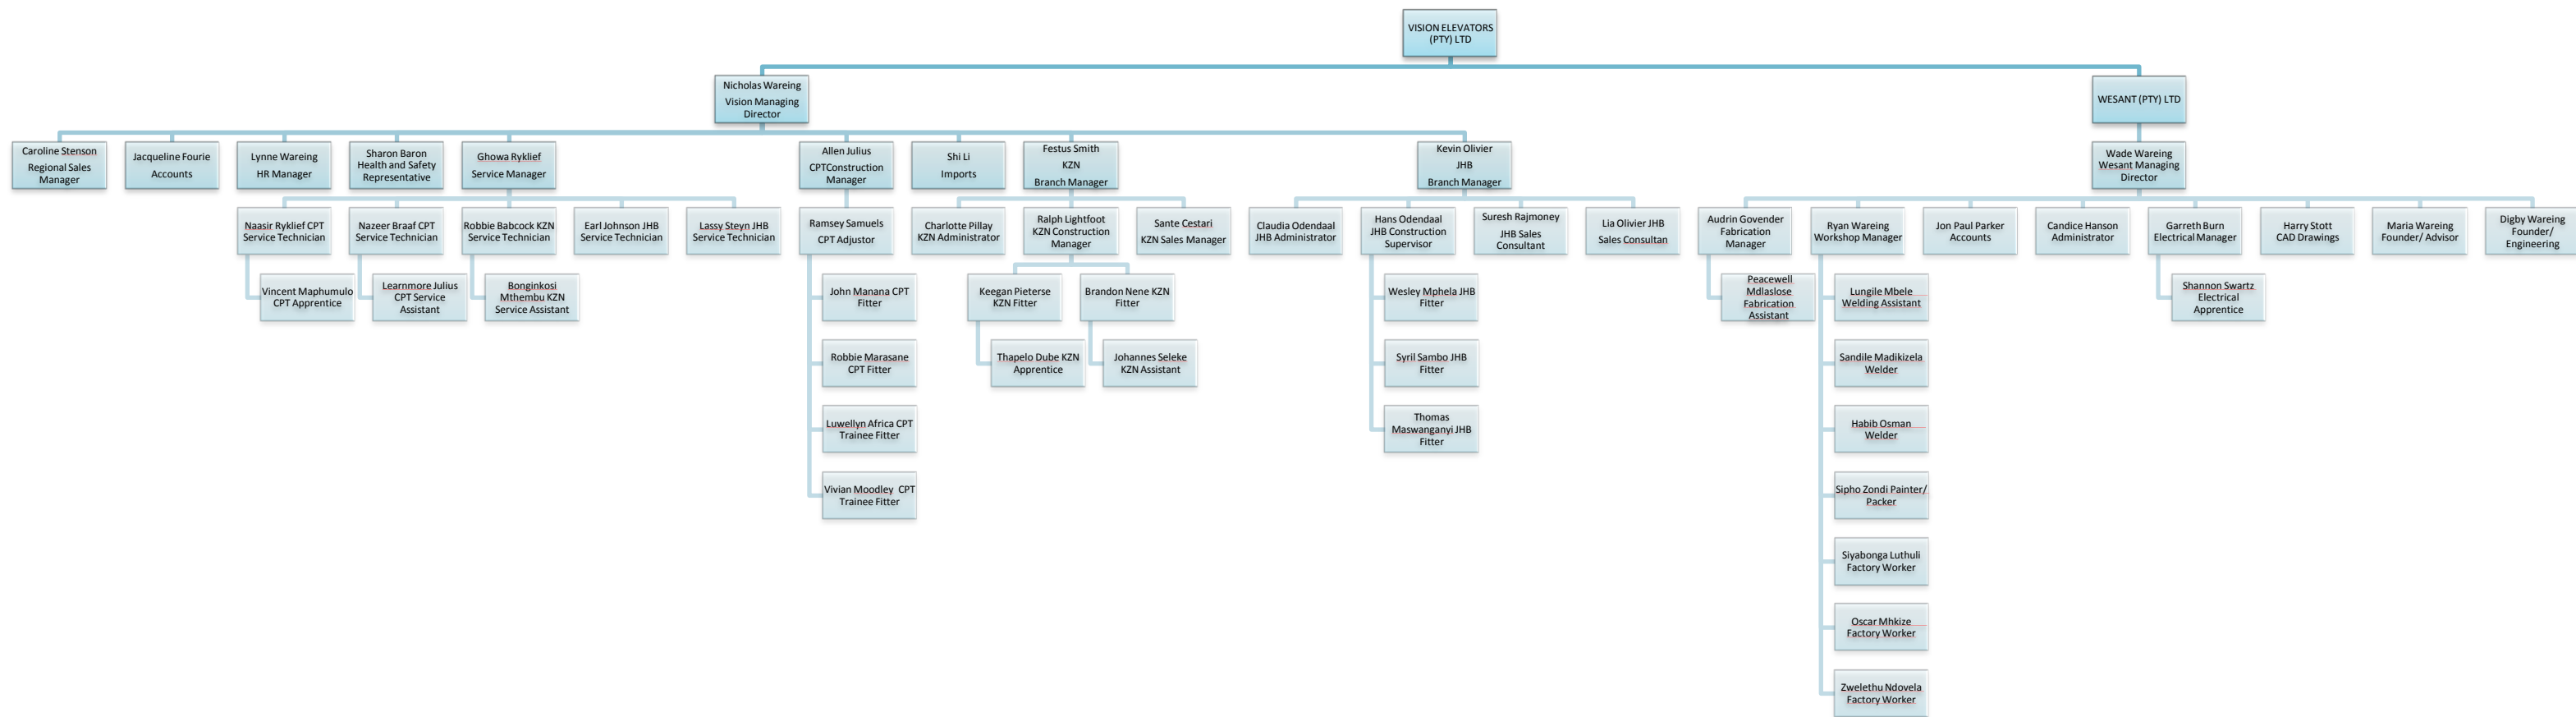 VISION ELEVATORS
(PTY) LTD
Nicholas Wareing
Vision Managing
Director
WESANT (PTY) LTD
Caroline Stenson
Regional Sales
Manager
Jacqueline Fourie
Accounts
Lynne Wareing
HR Manager
Sharon Baron
Health and Safety
Representative
Ghowa Ryklief
Service Manager
Allen Julius
CPTConstruction
Manager
Shi Li
Imports
Festus Smith
KZN
Branch Manager
Kevin Olivier
JHB
Branch Manager
Wade Wareing
Wesant Managing
Director
Naasir Ryklief CPT
Service Technician
Nazeer Braaf CPT
Service Technician
Robbie Babcock KZN
Service Technician
Earl Johnson JHB
Service Technician
Lassy Steyn JHB
Service Technician
Ramsey Samuels
CPT Adjustor
Charlotte Pillay
KZN Administrator
Ralph Lightfoot
KZN Construction
Manager
Sante Cestari
KZN Sales Manager
Claudia Odendaal
JHB Administrator
Hans Odendaal
JHB Construction
Supervisor
Suresh Rajmoney
JHB Sales
Consultant
Lia Olivier JHB
Sales Consultan
Audrin Govender
Fabrication
Manager
Ryan Wareing
Workshop Manager
Jon Paul Parker
Accounts
Candice Hanson
Administrator
Garreth Burn
Electrical Manager
Harry Stott
CAD Drawings
Maria Wareing
Founder/ Advisor
Digby Wareing
Founder/
Engineering
Vincent Maphumulo
CPT Apprentice
Learnmore Julius
CPT Service
Assistant
Bonginkosi
Mthembu KZN
Service Assistant
John Manana CPT
Fitter
Keegan Pieterse
KZN Fitter
Brandon Nene KZN
Fitter
Wesley Mphela JHB
Fitter
Peacewell
Mdlaslose
Fabrication
Assistant
Lungile Mbele
Welding Assistant
Shannon Swartz
Electrical
Apprentice
Robbie Marasane
CPT Fitter
Thapelo Dube KZN
Apprentice
Johannes Seleke
KZN Assistant
Syril Sambo JHB
Fitter
Sandile Madikizela
Welder
Luwellyn Africa CPT
Trainee Fitter
Thomas
Maswanganyi JHB
Fitter
Habib Osman
Welder
Vivian Moodley  CPT
Trainee Fitter
Sipho Zondi Painter/
Packer
Siyabonga Luthuli
Factory Worker
Oscar Mhkize
Factory Worker
Zwelethu Ndovela
Factory Worker